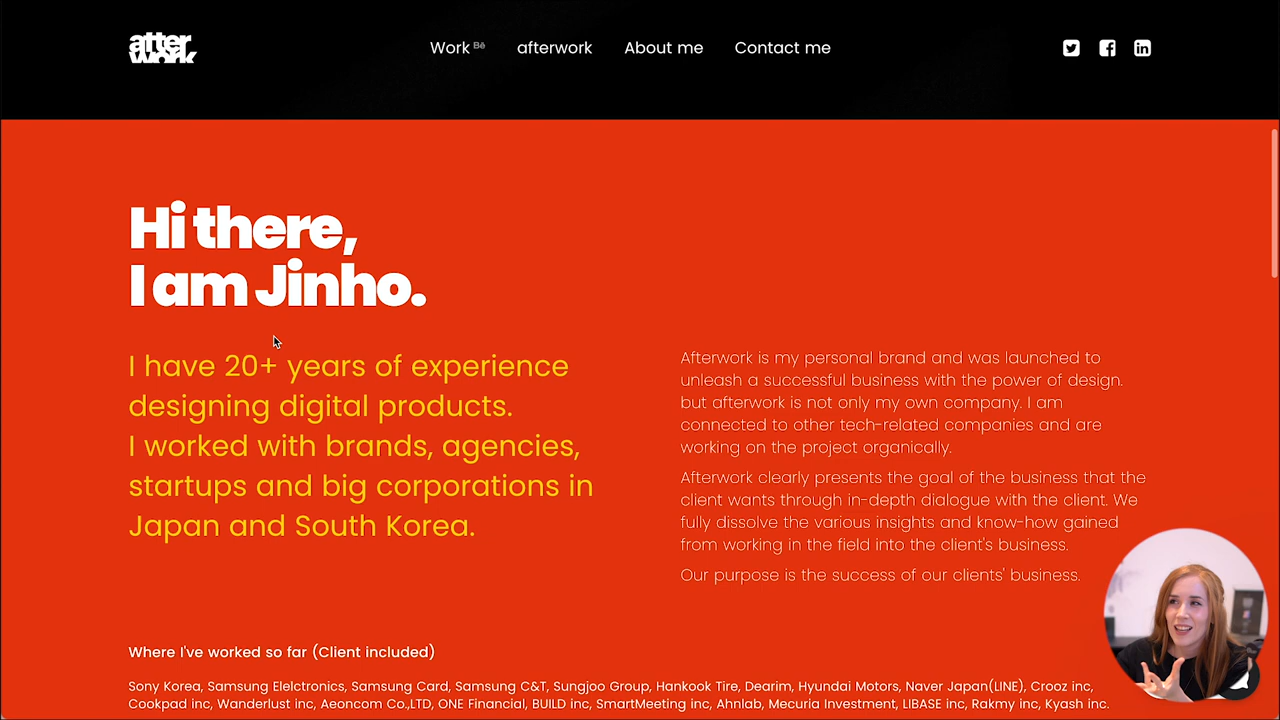 after
work
Work Bē
afterwork
About me
Contact me
Hi there,
I am Jinho.
I have 20+ years of experience
designing digital products.
I worked with brands, agencies,
startups and big corporations in
Japan and South Korea.
Afterwork is my personal brand and was launched to
unleash a successful business with the power of design.
but afterwork is not only my own company. I am
connected to other tech-related companies and are
working on the project organically.
Afterwork clearly presents the goal of the business that the
client wants through in-depth dialogue with the client. We
fully dissolve the various insights and know-how gained
from working in the field into the client's business.
Our purpose is the success of our clients' business.
Where I've worked so far (Client included)
Sony Korea, Samsung Elelctronics, Samsung Card, Samsung C&T, Sungjoo Group, Hankook Tire, Dearim, Hyundai Motors, Naver Japan(LINE), Crooz inc,
Cookpad inc, Wanderlust inc, Aeoncom Co.,LTD, ONE Financial, BUILD inc, SmartMeeting inc, Ahnlab, Mecuria Investment, LIBASE inc, Rakmy inc, Kyash inc.